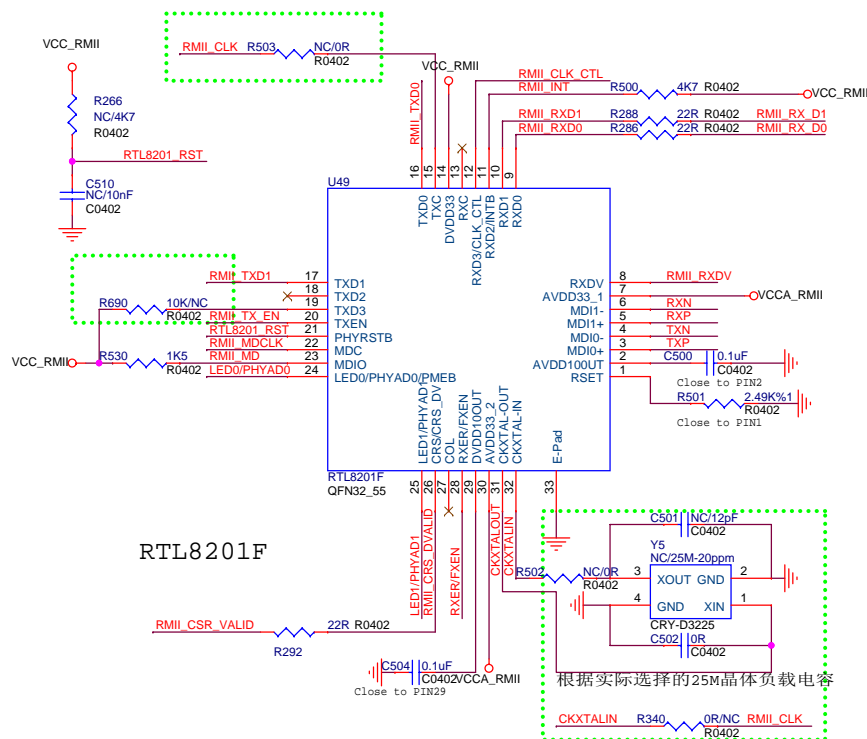 RMII_CLK R503 NC/0R
R0402
VCC_RMII
R266
NC/4K7
R0402
RTL8201_RST
C510
NC/10nF
C0402
VCC_RMII
RMII_TXD0
RMII_CLK_CTL
RMII_INT R500 4K7 R0402
VCC_RMII
RMII_RXD1 R288 22R R0402 RMII_RX_D1
RMII_RXD0 R286 22R R0402 RMII_RX_D0
16 15 14 13 12 11 10 9
U49
TXD0
TXC
DVDD33
RXC
RXD3/CLK_CTL
RXD2/INTB
RXD1
RXD0
RMII_TXD1 17 TXD1
18 TXD2
R690 10K/NC 19 TXD3
R0402
RMII_TX_EN 20 TXEN
RTL8201_RST 21 PHYRSTB
RMII_MDCLK 22 MDC
VCC_RMII R530 1K5 RMII_MD 23 MDIO
R0402
LED0/PHYAD0 24 LED0/PHYAD0/PMEB
RXDV 8 RMII_RXDV
AVDD33_1 7 VCCA_RMII
MDI1- 6 RXN
MDI1+ 5 RXP
MDI0- 4 TXN
MDI0+ 3 TXP
AVDD100UT 2 C500 0.1uF
C0402
Close to PIN2
RSET 1 R501 2.49K%1
R0402
Close to PIN1
LED1/PHYAD1
CRS/CRS_DV
COL
RXER/FXEN
DVDD10OUT
AVDD33_2
CKXTAL-OUT
CKXTAL-IN
E-Pad
RTL8201F
QFN32_55
25 26 27 28 29 30 31 32 33
LED1/PHYAD1
RMII_CRS_DVALID
RXER/FXEN
CKXTALOUT
CKXTALIN
RTL8201F
C501 NC/12pF
C0402
Y5
NC/25M-20ppm
R502 NC/0R
R0402
3 XOUT GND 2
4 GND XIN 1
CRY-D3225
C502 0R
C0402
RMII_CSR_VALID 22R R0402
R292
C504 0.1uF
C0402
VCCA_RMII
Close to PIN29
根据实际选择的25M晶体负载电容
CKXTALIN R340 0R/NC RMII_CLK
R0402